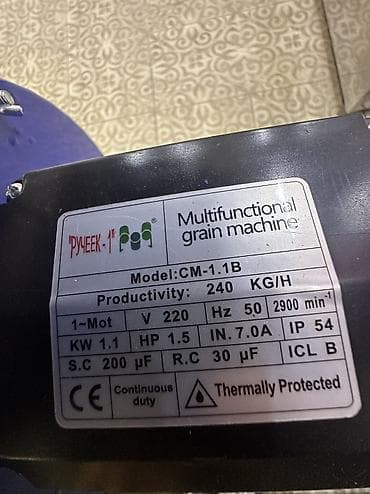 "РУЧЕЕК-1" ®
Multifunctional
grain machine
Model:CM-1.1B
Productivity: 240 KG/H
1~Mot V 220 Hz 50 2900 min⁻¹
KW 1.1 HP 1.5 IN.7.0A IP 54
S.C 200 µF R.C 30 µF ICL B
CE Continuous duty Thermally Protected